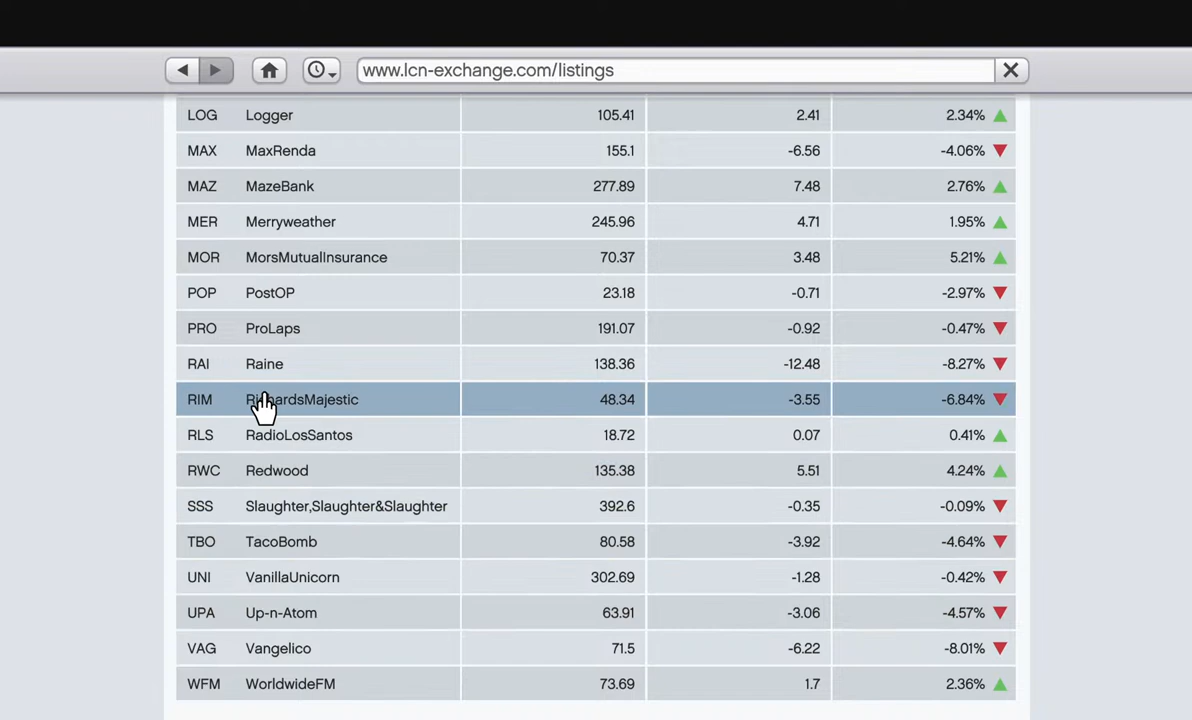 www.lcn-exchange.com/listings
LOG Logger 105.41 2.41 2.34%
MAX MaxRenda 155.1 -6.56 -4.06%
MAZ MazeBank 277.89 7.48 2.76%
MER Merryweather 245.96 4.71 1.95%
MOR MorsMutualInsurance 70.37 3.48 5.21%
POP PostOP 23.18 -0.71 -2.97%
PRO ProLaps 191.07 -0.92 -0.47%
RAI Raine 138.36 -12.48 -8.27%
RIM RichardsMajestic 48.34 -3.55 -6.84%
RLS RadioLosSantos 18.72 0.07 0.41%
RWC Redwood 135.38 5.51 4.24%
SSS Slaughter,Slaughter&Slaughter 392.6 -0.35 -0.09%
TBO TacoBomb 80.58 -3.92 -4.64%
UNI VanillaUnicorn 302.69 -1.28 -0.42%
UPA Up-n-Atom 63.91 -3.06 -4.57%
VAG Vangelico 71.5 -6.22 -8.01%
WFM WorldwideFM 73.69 1.7 2.36%